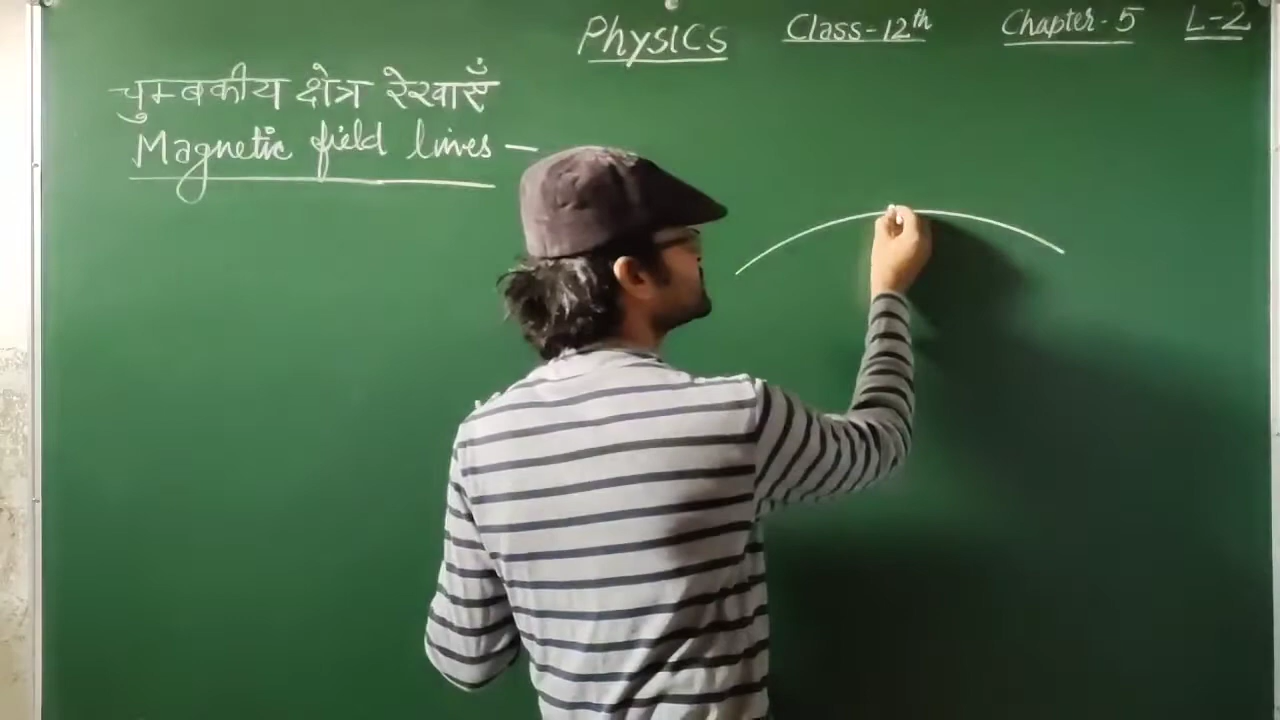 Physics Class-12th Chapter-5 L-2
चुम्बकीय क्षेत्र रेखाएँ
Magnetic field lines —